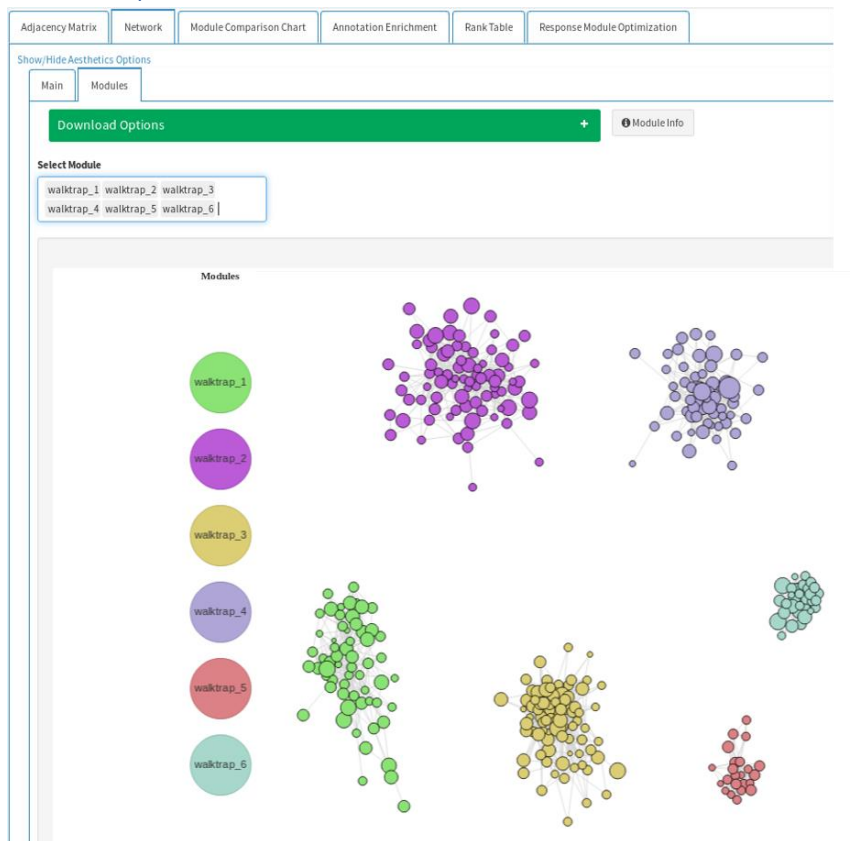 Adjacency Matrix Network Module Comparison Chart Annotation Enrichment Rank Table Response Module Optimization
Show/Hide Aesthetics Options
Main Modules
Download Options + Module Info
Select Module
walktrap_1 walktrap_2 walktrap_3
walktrap_4 walktrap_5 walktrap_6
Modules
walktrap_1
walktrap_2
walktrap_3
walktrap_4
walktrap_5
walktrap_6